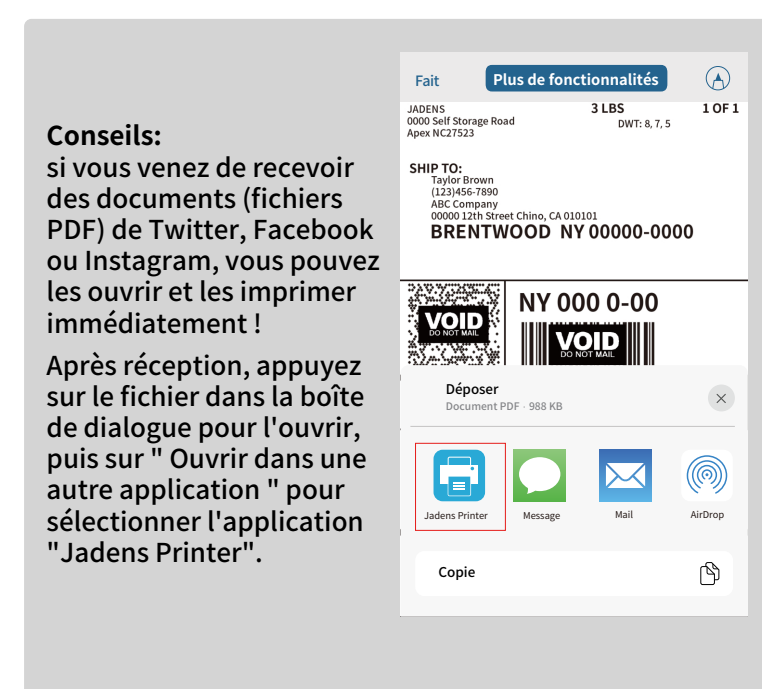 Conseils:
si vous venez de recevoir
des documents (fichiers
PDF) de Twitter, Facebook
ou Instagram, vous pouvez
les ouvrir et les imprimer
immédiatement !
Après réception, appuyez
sur le fichier dans la boîte
de dialogue pour l'ouvrir,
puis sur " Ouvrir dans une
autre application " pour
sélectionner l'application
"Jadens Printer".
Fait
Plus de fonctionnalités
JADENS
0000 Self Storage Road
Apex NC27523
3 LBS
DWT: 8, 7, 5
1 OF 1
SHIP TO:
Taylor Brown
(123)456-7890
ABC Company
00000 12th Street Chino, CA 010101
BRENTWOOD NY 00000-0000
VOID
DO NOT MAIL
NY 000 0-00
VOID
DO NOT MAIL
Déposer
Document PDF · 988 KB
Jadens Printer
Message
Mail
AirDrop
Copie